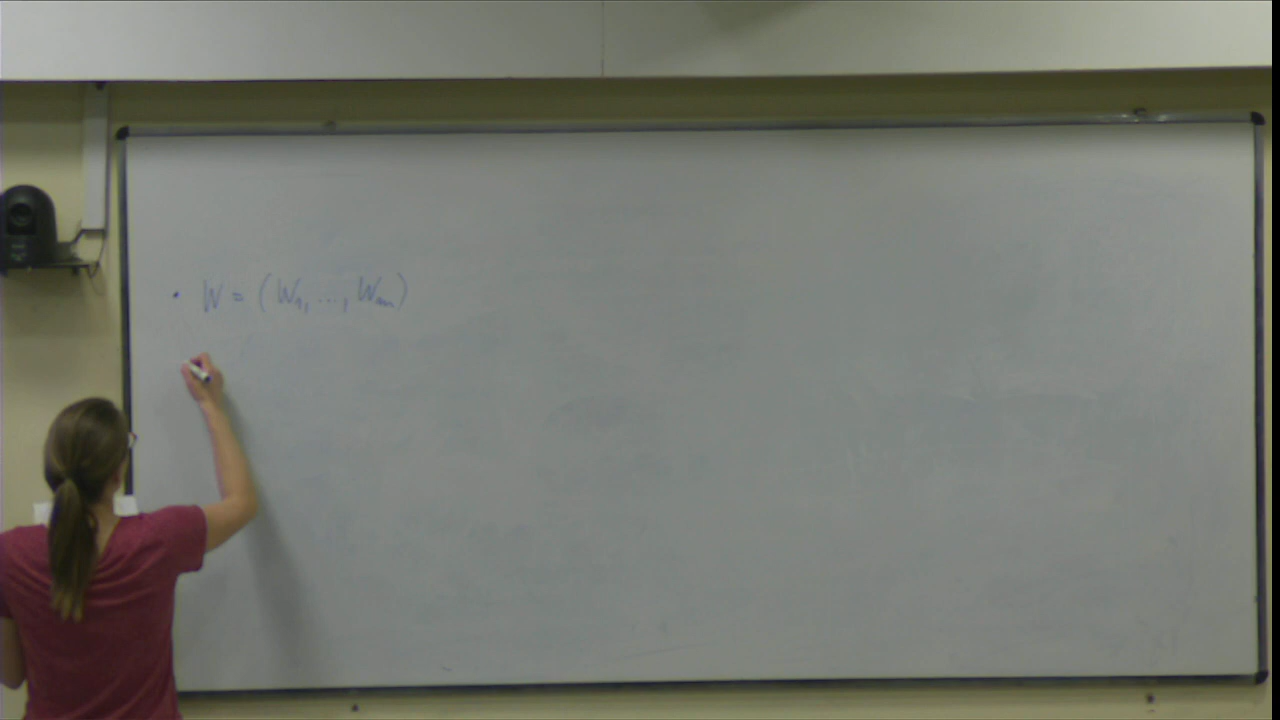 • W = (W₁, ..., Wₘ)